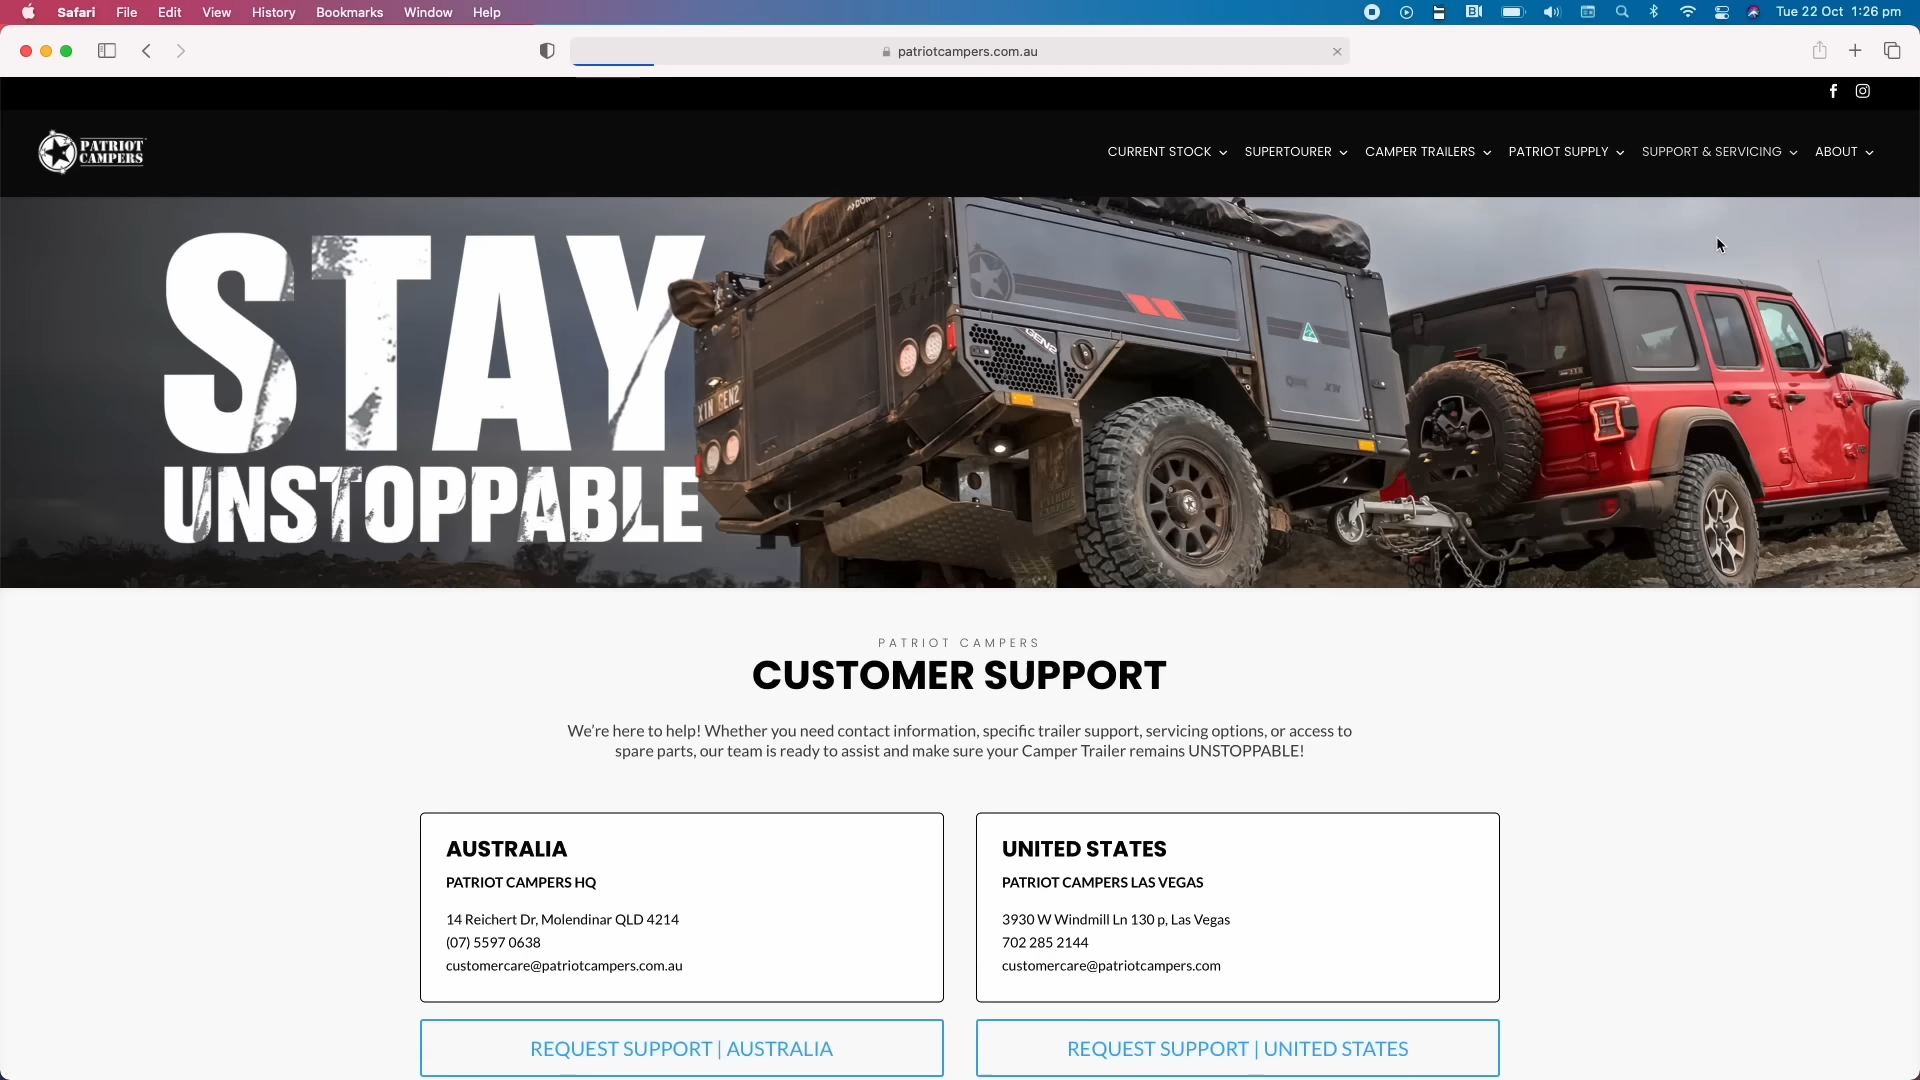 Safari File Edit View History Bookmarks Window Help Tue 22 Oct 1:26 pm
patriotcampers.com.au
PATRIOT
CAMPERS
CURRENT STOCK SUPERTOURER CAMPER TRAILERS PATRIOT SUPPLY SUPPORT & SERVICING ABOUT
STAY
UNSTOPPABLE
GEN2
X1N GEN2
PATRIOT CAMPERS
CUSTOMER SUPPORT
We're here to help! Whether you need contact information, specific trailer support, servicing options, or access to
spare parts, our team is ready to assist and make sure your Camper Trailer remains UNSTOPPABLE!
AUSTRALIA
PATRIOT CAMPERS HQ
14 Reichert Dr, Molendinar QLD 4214
(07) 5597 0638
customercare@patriotcampers.com.au
REQUEST SUPPORT | AUSTRALIA
UNITED STATES
PATRIOT CAMPERS LAS VEGAS
3930 W Windmill Ln 130 p, Las Vegas
702 285 2144
customercare@patriotcampers.com
REQUEST SUPPORT | UNITED STATES